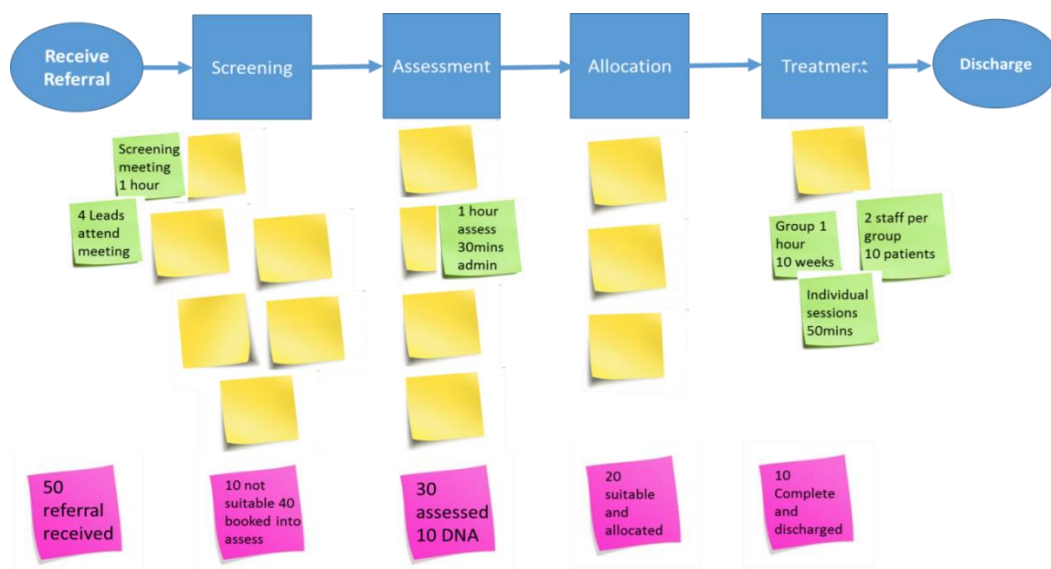 Receive
Referral
Screening
Assessment
Allocation
Treatment
Discharge
Screening
meeting
1 hour
4 Leads
attend
meeting
1 hour
assess
30mins
admin
Group 1
hour
10 weeks
2 staff per
group
10 patients
Individual
sessions
50mins
50
referral
received
10 not
suitable 40
booked into
assess
30
assessed
10 DNA
20
suitable
and
allocated
10
Complete
and
discharged